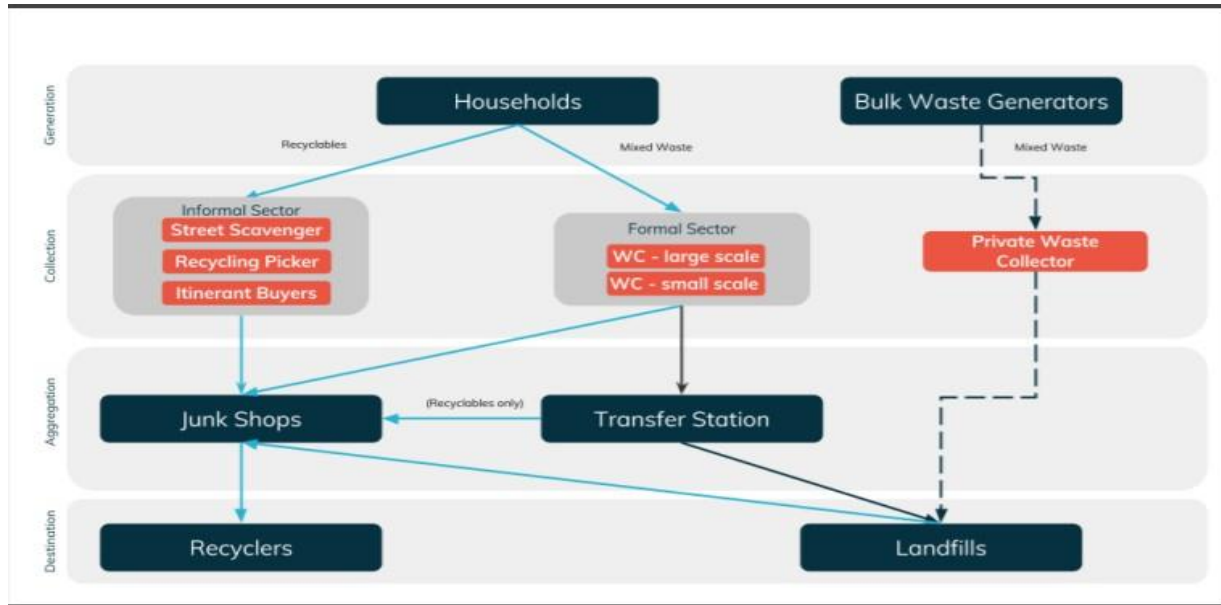 Generation
Households
Bulk Waste Generators
Recyclables
Mixed Waste
Mixed Waste
Collection
Informal Sector
Street Scavenger
Recycling Picker
Itinerant Buyers
Formal Sector
WC - large scale
WC - small scale
Private Waste
Collector
Aggregation
Junk Shops
(Recyclables only)
Transfer Station
Destination
Recyclers
Landfills